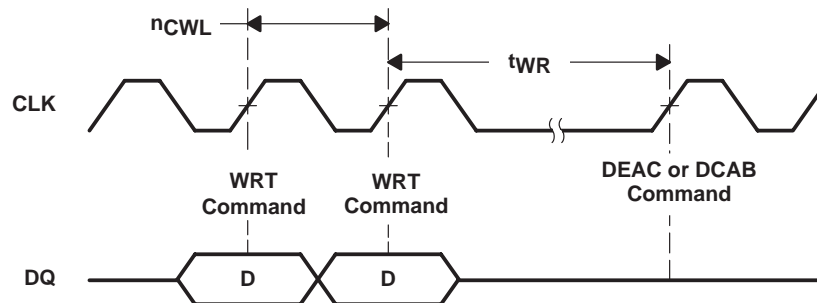 nCWL
tWR
CLK
WRT
Command
WRT
Command
DEAC or DCAB
Command
DQ
D
D